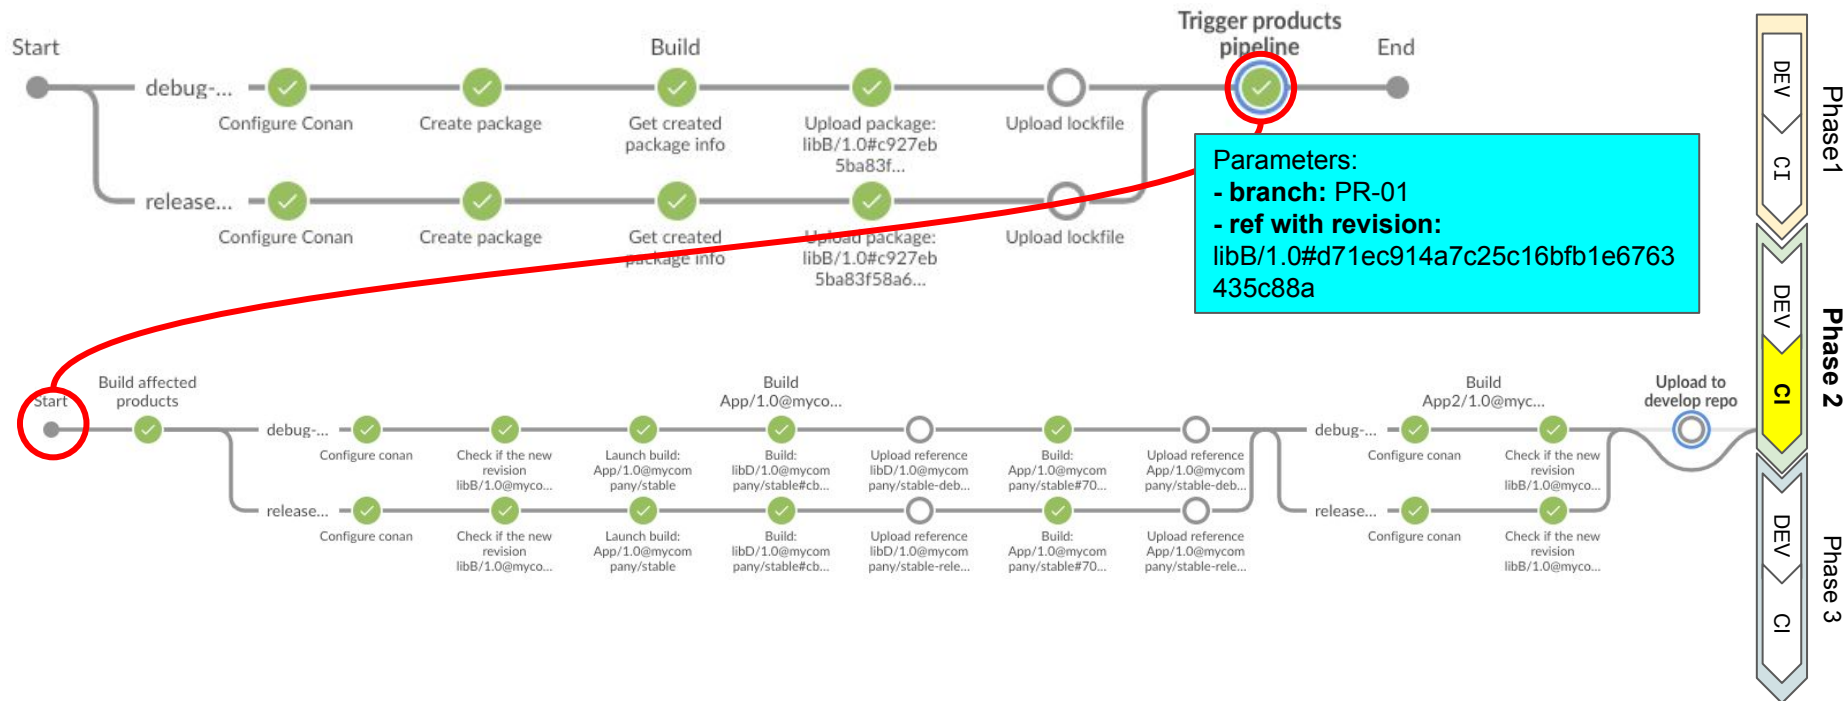 Start
Build
Trigger products
pipeline
End
debug-...
Configure Conan
Create package
Get created
package info
Upload package:
libB/1.0#c927eb
5ba83f...
Upload lockfile
release...
Configure Conan
Create package
Get created
package info
Upload package:
libB/1.0#c927eb
5ba83f58a6...
Upload lockfile
Parameters:
- branch: PR-01
- ref with revision:
libB/1.0#d71ec914a7c25c16bfb1e6763
435c88a
Start
Build affected
products
Build
App/1.0@myco...
Build
App2/1.0@myc...
Upload to
develop repo
debug-...
Configure conan
Check if the new
revision
libB/1.0@myco...
Launch build:
App/1.0@mycom
pany/stable
Build:
libD/1.0@mycom
pany/stable#cb...
Upload reference
libD/1.0@mycom
pany/stable-deb...
Build:
App/1.0@mycom
pany/stable#70...
Upload reference
App/1.0@mycom
pany/stable-deb...
debug-...
Configure conan
Check if the new
revision
libB/1.0@myco...
release...
Configure conan
Check if the new
revision
libB/1.0@myco...
Launch build:
App/1.0@mycom
pany/stable
Build:
libD/1.0@mycom
pany/stable#cb...
Upload reference
libD/1.0@mycom
pany/stable-rele...
Build:
App/1.0@mycom
pany/stable#70...
Upload reference
App/1.0@mycom
pany/stable-rele...
release...
Configure conan
Check if the new
revision
libB/1.0@myco...
DEV
CI
Phase1
DEV
CI
Phase 2
DEV
CI
Phase 3